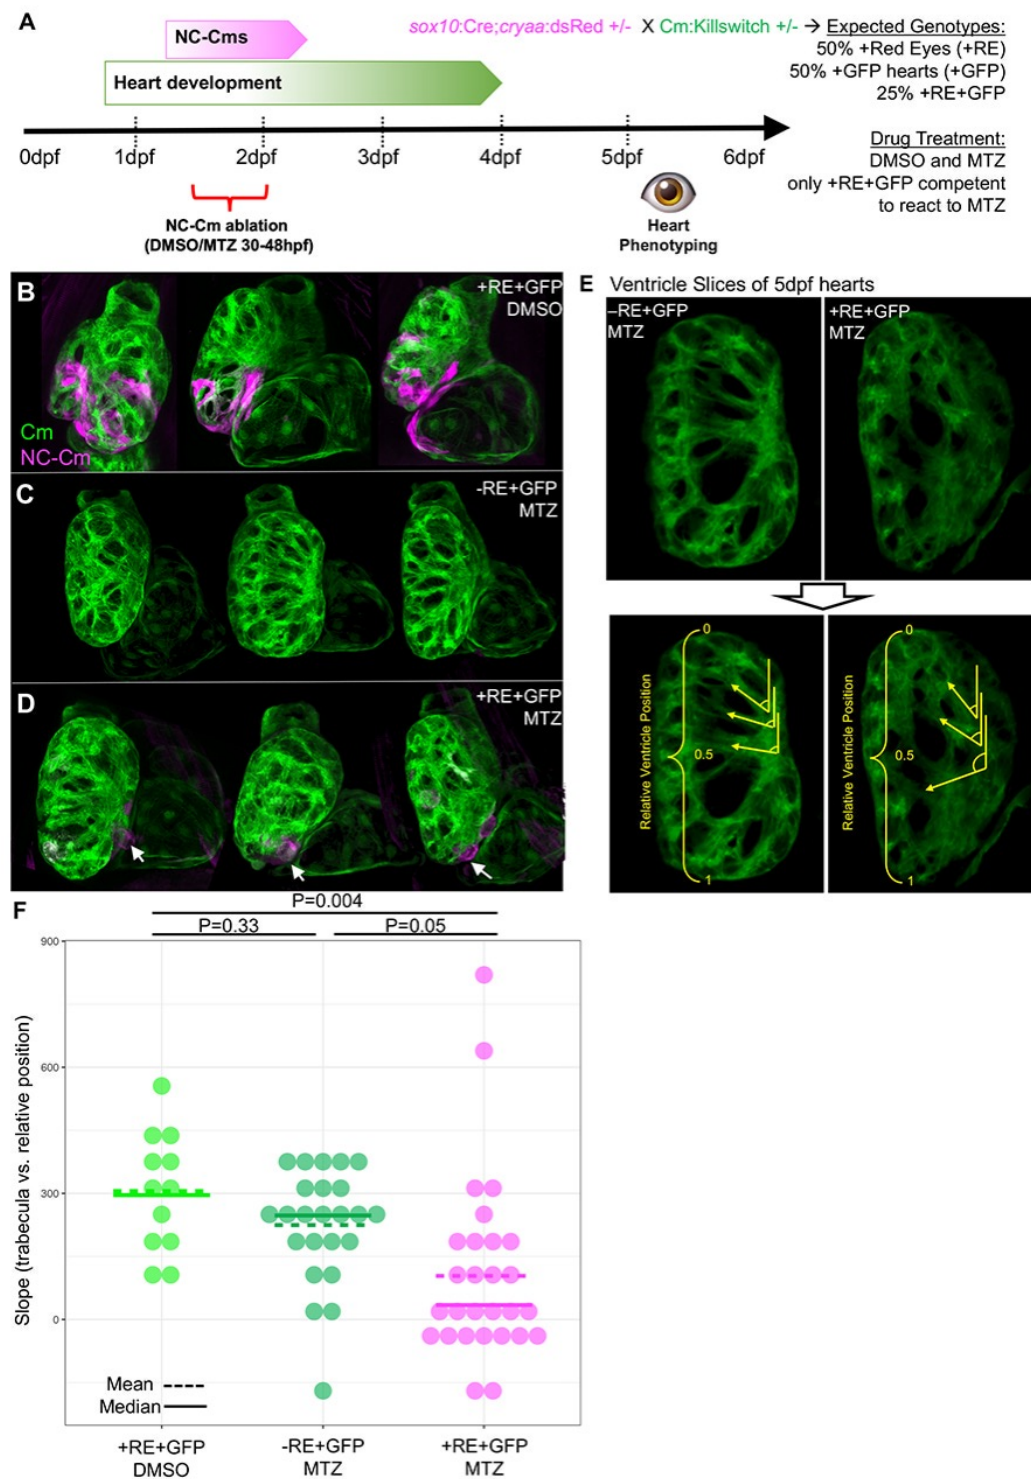 A
NC-Cms
Heart development
0dpf 1dpf 2dpf 3dpf 4dpf 5dpf 6dpf
NC-Cm ablation
(DMSO/MTZ 30-48hpf)
Heart
Phenotyping
sox10:Cre;cryaa:dsRed +/- X Cm:Killswitch +/- → Expected Genotypes:
50% +Red Eyes (+RE)
50% +GFP hearts (+GFP)
25% +RE+GFP
Drug Treatment:
DMSO and MTZ
only +RE+GFP competent
to react to MTZ
B
+RE+GFP
DMSO
Cm
NC-Cm
C
-RE+GFP
MTZ
D
+RE+GFP
MTZ
E Ventricle Slices of 5dpf hearts
–RE+GFP
MTZ
+RE+GFP
MTZ
Relative Ventricle Position
0
0.5
1
Relative Ventricle Position
0
0.5
1
F
P=0.004
P=0.33 P=0.05
Slope (trabecula vs. relative position)
900
600
300
0
Mean
Median
+RE+GFP
DMSO
-RE+GFP
MTZ
+RE+GFP
MTZ